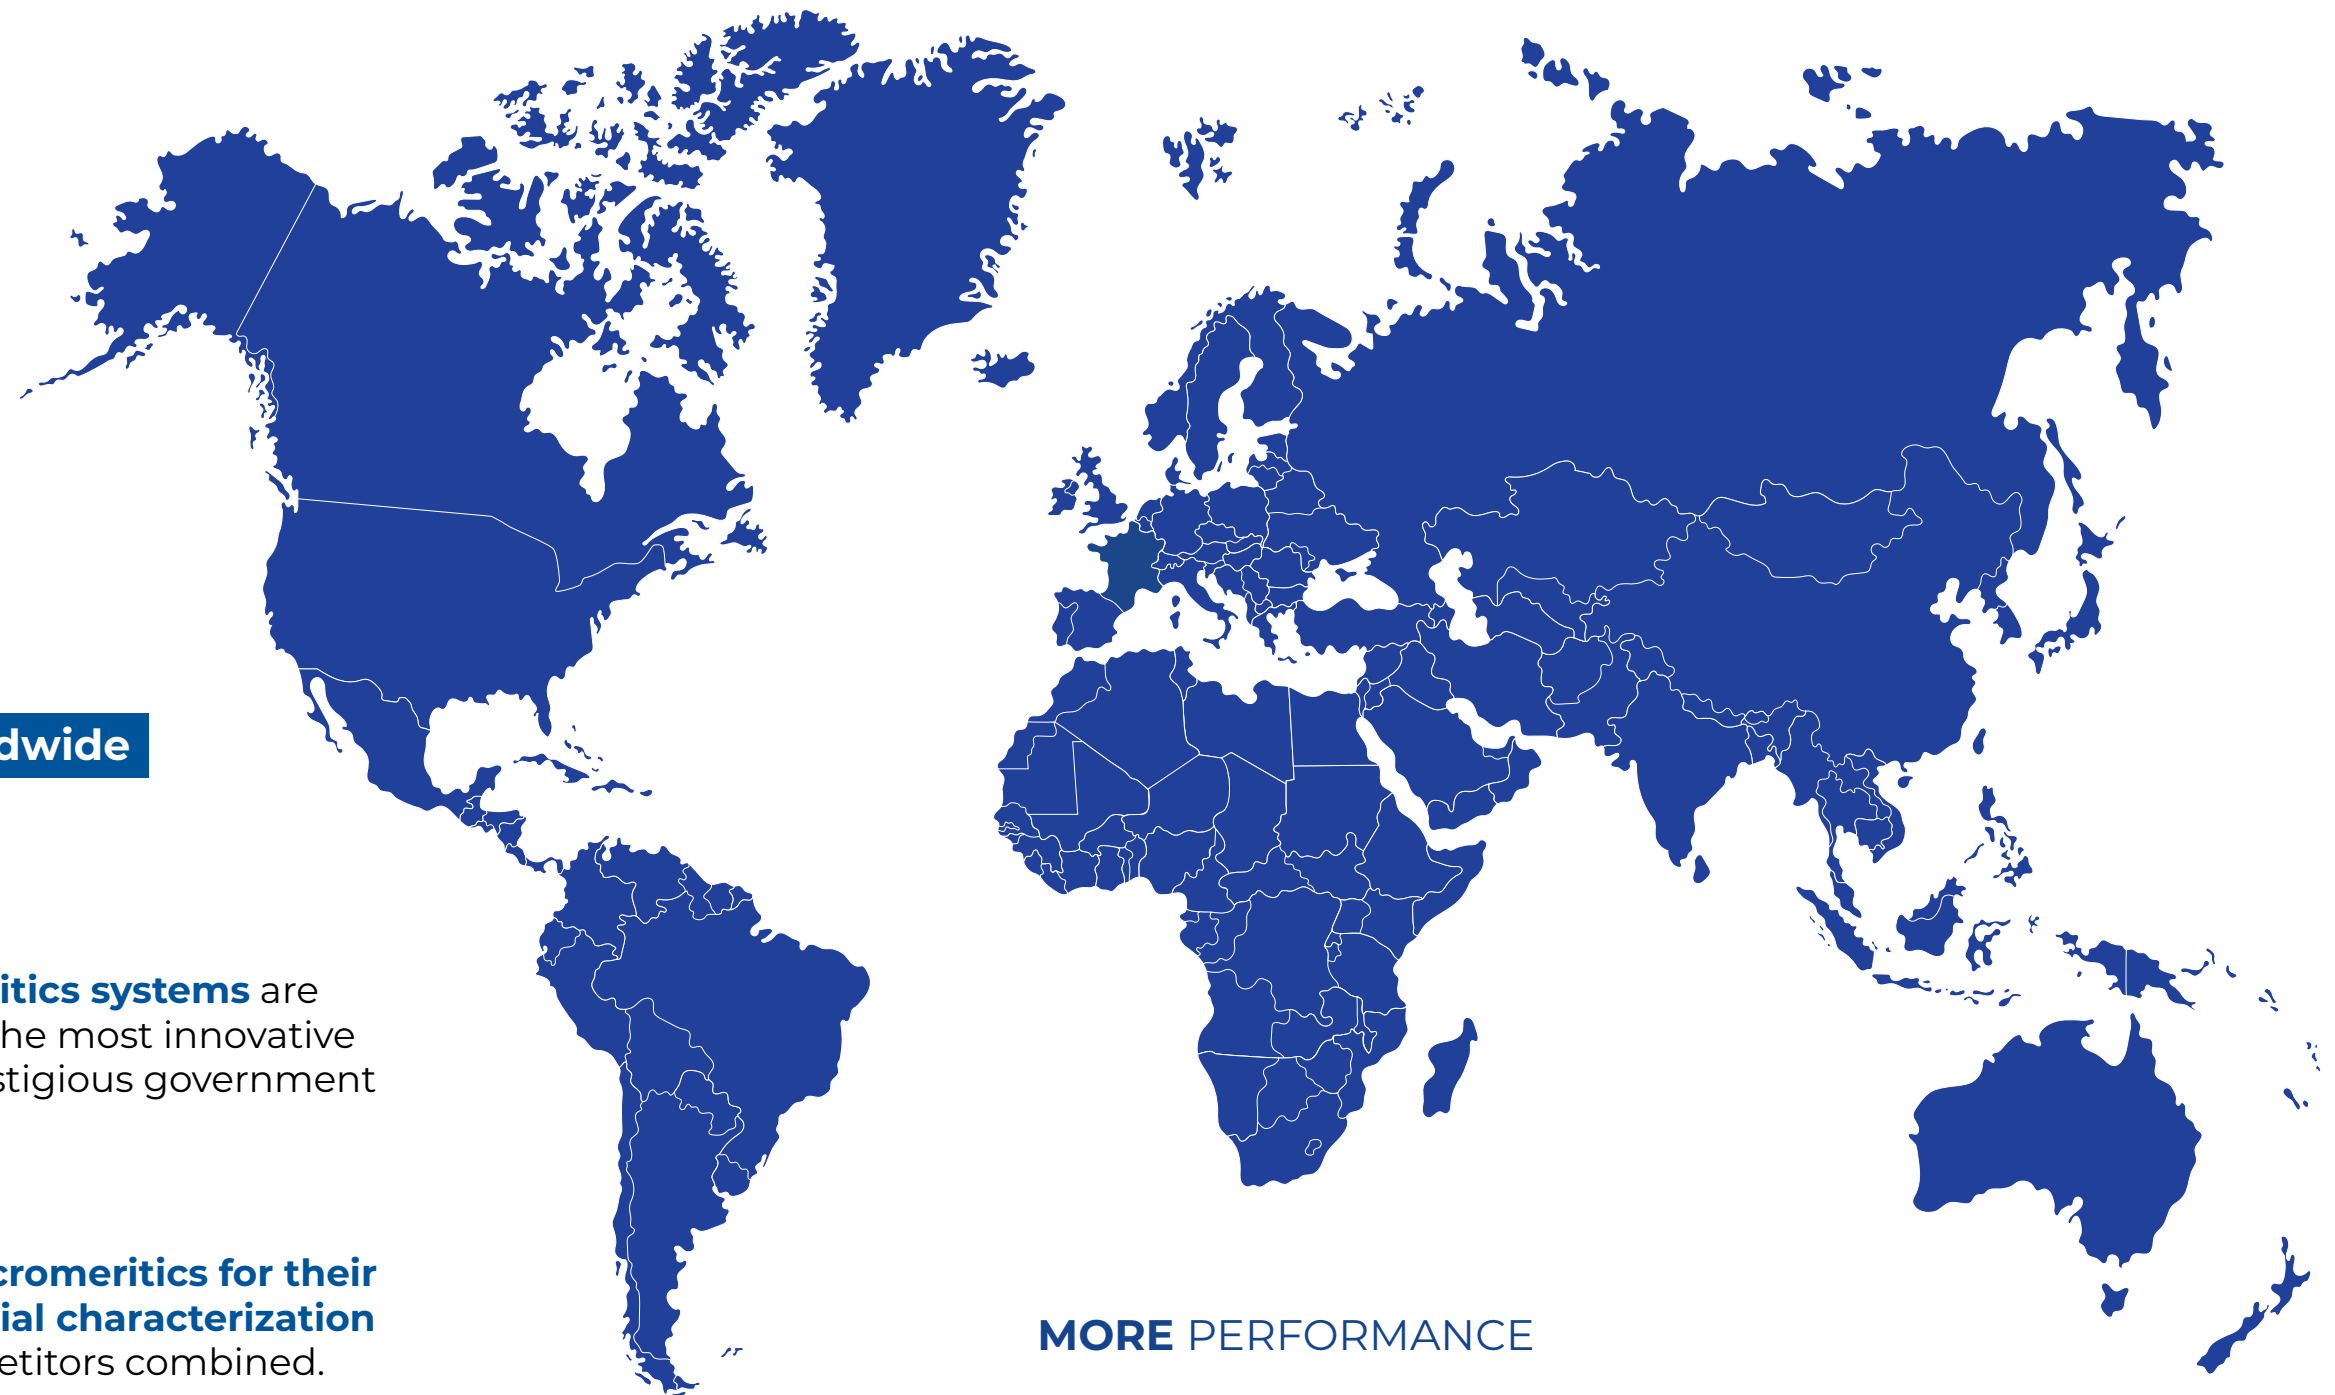 dwide
itics systems are
he most innovative
stigious government
cromeritics for their
ial characterization
etitors combined.
MORE PERFORMANCE